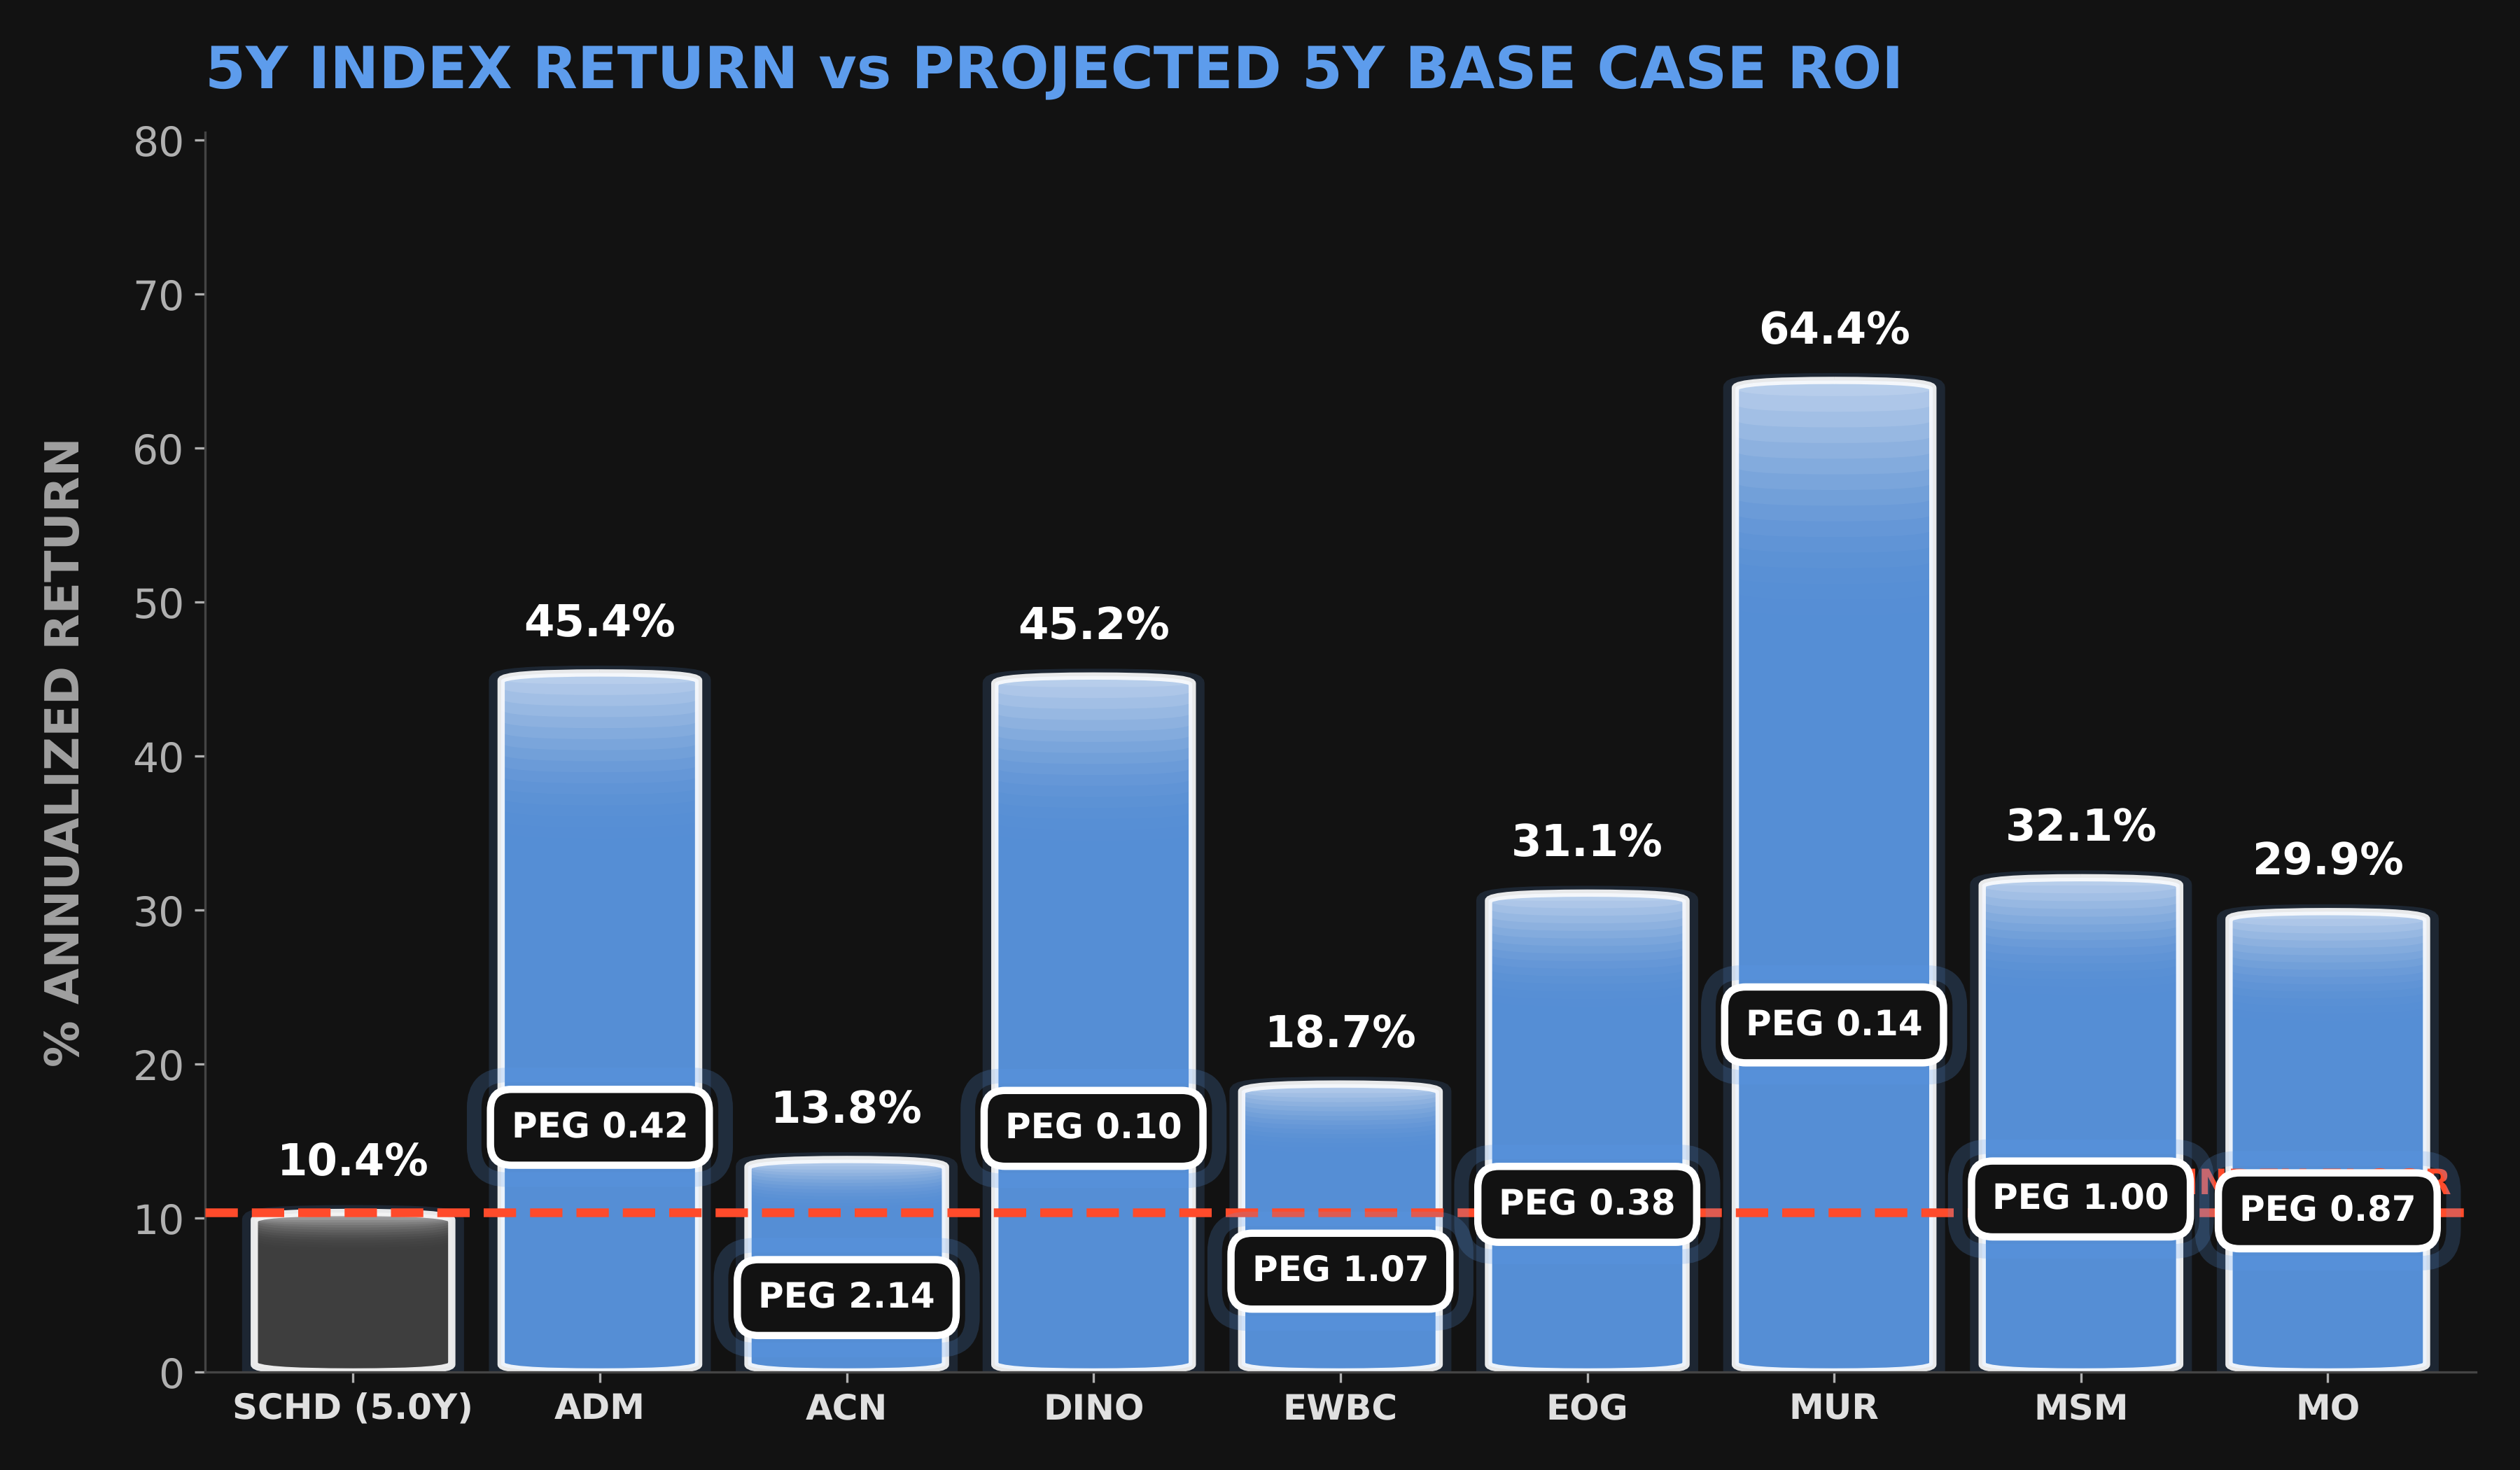 5Y INDEX RETURN vs PROJECTED 5Y BASE CASE ROI
% ANNUALIZED RETURN
80
70
60
50
40
30
20
10
0
10.4%
45.4%
13.8%
45.2%
18.7%
31.1%
64.4%
32.1%
29.9%
PEG 0.42
PEG 2.14
PEG 0.10
PEG 1.07
PEG 0.38
PEG 0.14
PEG 1.00
PEG 0.87
SCHD (5.0Y)
ADM
ACN
DINO
EWBC
EOG
MUR
MSM
MO